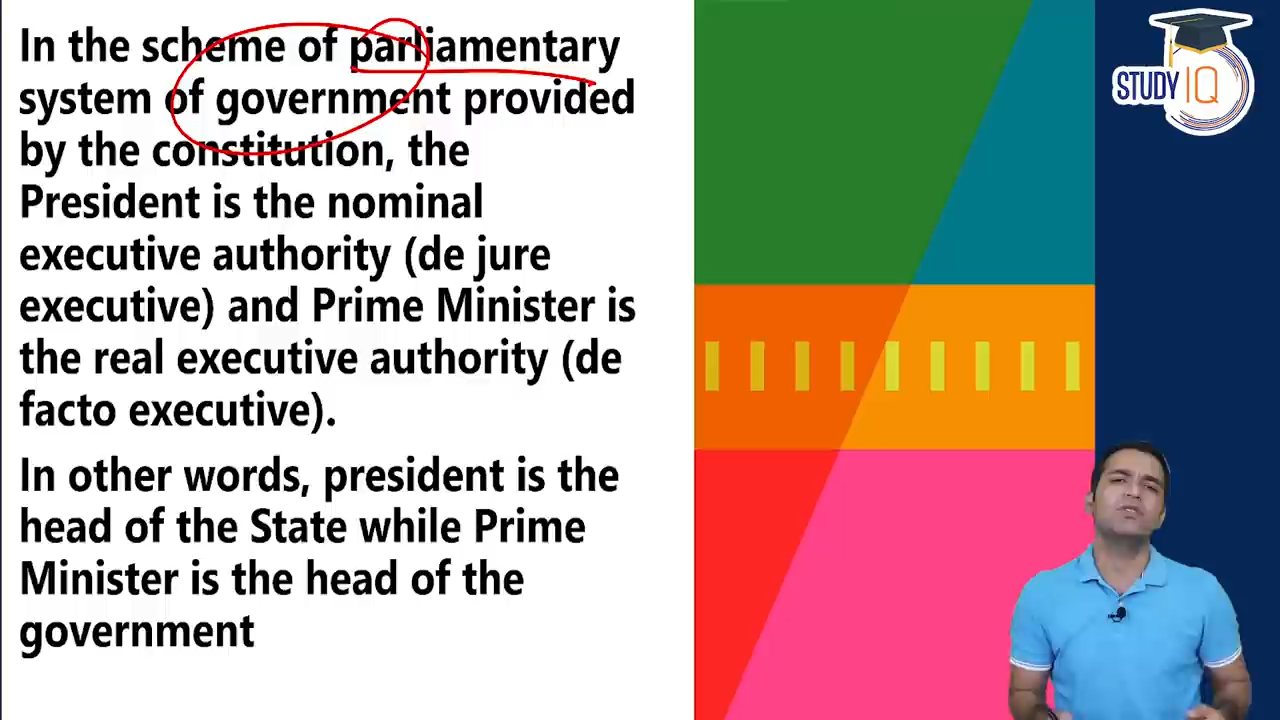 In the scheme of parliamentary
system of government provided
by the constitution, the
President is the nominal
executive authority (de jure
executive) and Prime Minister is
the real executive authority (de
facto executive).
In other words, president is the
head of the State while Prime
Minister is the head of the
government
STUDY IQ